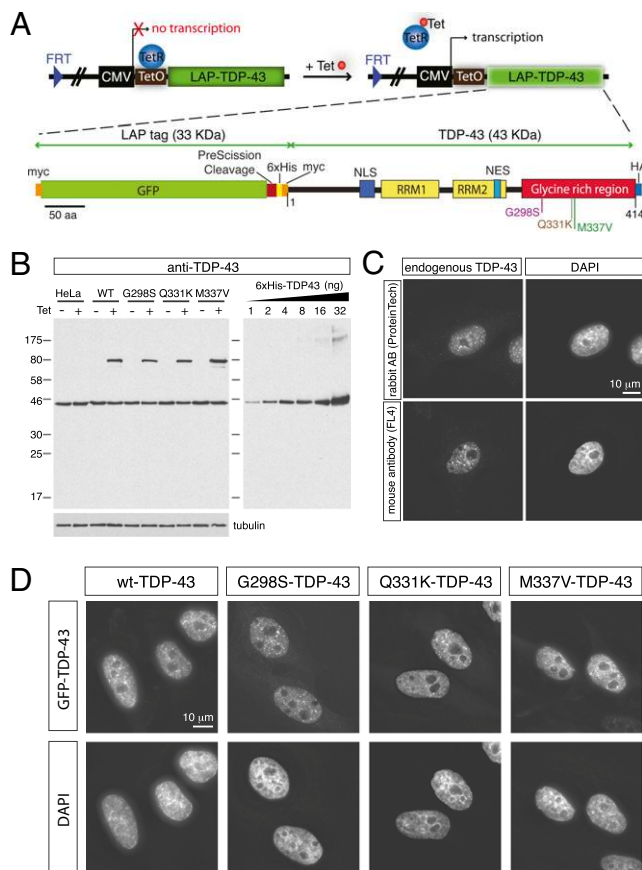 A
no transcription
Tet
TetR
FRT
CMV
TetO
LAP-TDP-43
+ Tet
Tet
TetR
transcription
FRT
CMV
TetO
LAP-TDP-43
LAP tag (33 KDa)
TDP-43 (43 KDa)
PreScission
Cleavage
6xHis
myc
myc
GFP
NLS
RRM1
RRM2
NES
Glycine rich region
HA
50 aa
1
414
G298S
Q331K
M337V
B
anti-TDP-43
HeLa WT G298S Q331K M337V
6xHis-TDP43 (ng)
Tet - + - + - + - + - +
1 2 4 8 16 32
175
80
58
46
30
25
17
tubulin
C
endogenous TDP-43
DAPI
rabbit AB (ProteinTech)
10 µm
mouse antibody (FL4)
D
wt-TDP-43
G298S-TDP-43
Q331K-TDP-43
M337V-TDP-43
GFP-TDP-43
10 µm
DAPI